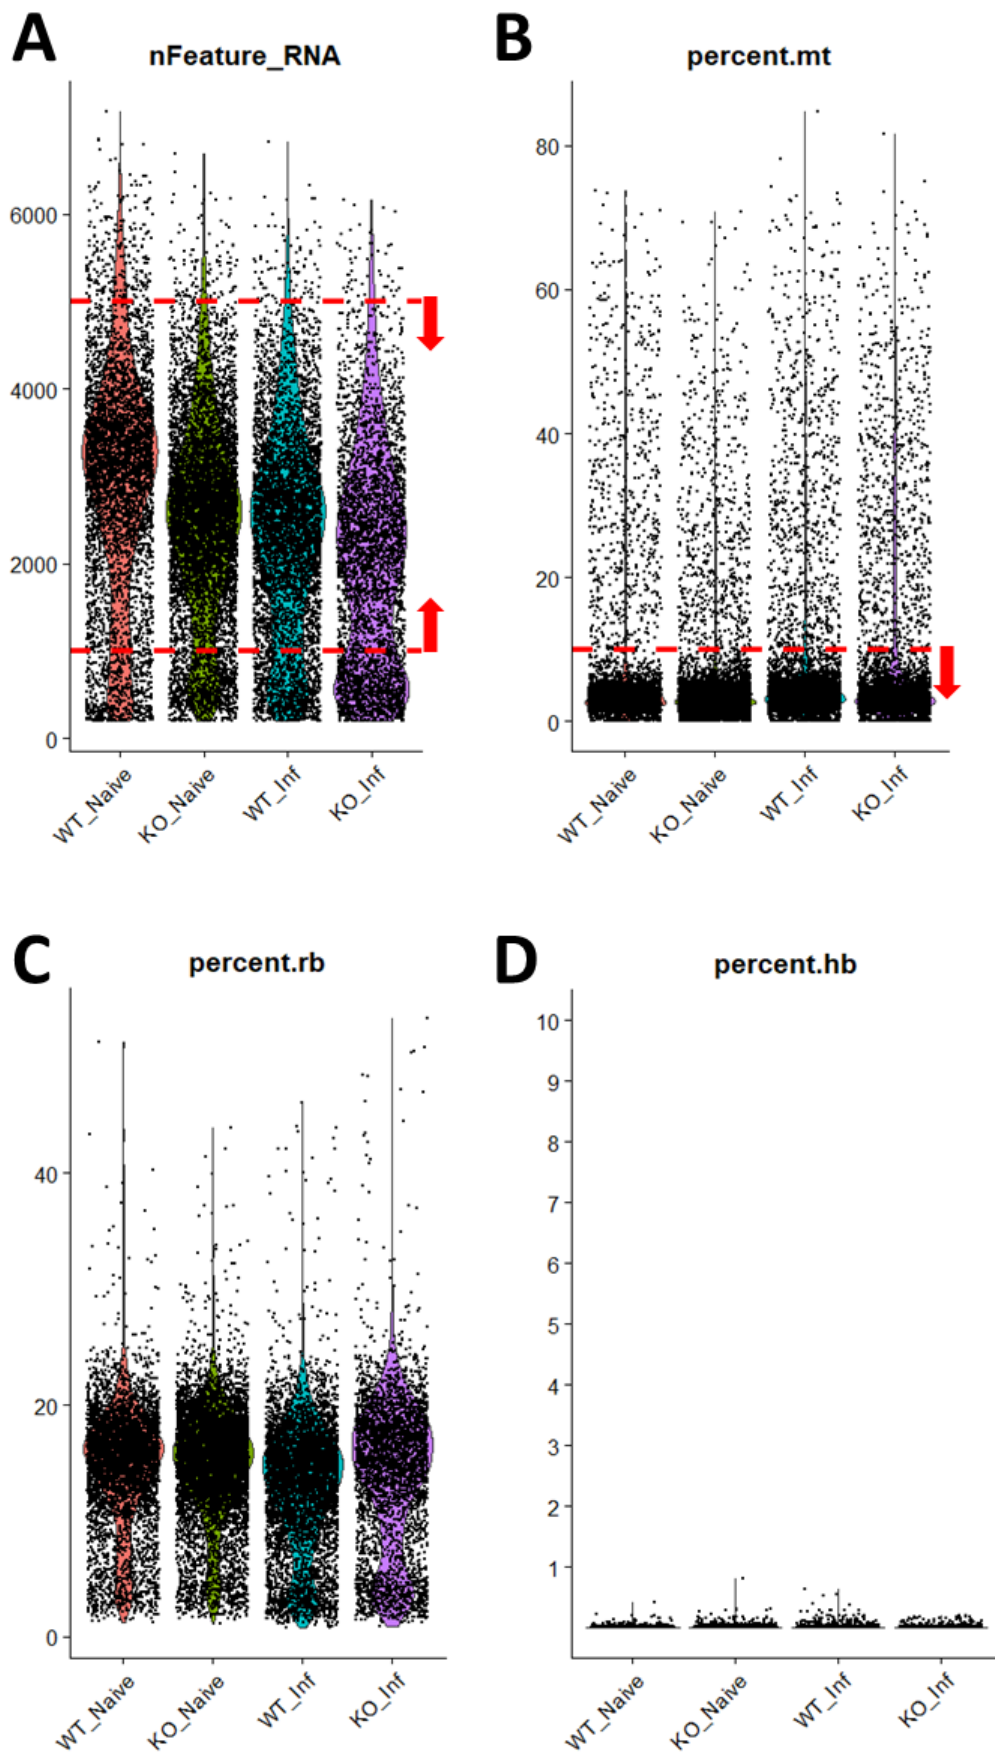 A
nFeature_RNA
6000
4000
2000
0
WT_Naive
KO_Naive
WT_Inf
KO_Inf
B
percent.mt
80
60
40
20
0
WT_Naive
KO_Naive
WT_Inf
KO_Inf
C
percent.rb
40
20
0
WT_Naive
KO_Naive
WT_Inf
KO_Inf
D
percent.hb
10
9
8
7
6
5
4
3
2
1
WT_Naive
KO_Naive
WT_Inf
KO_Inf